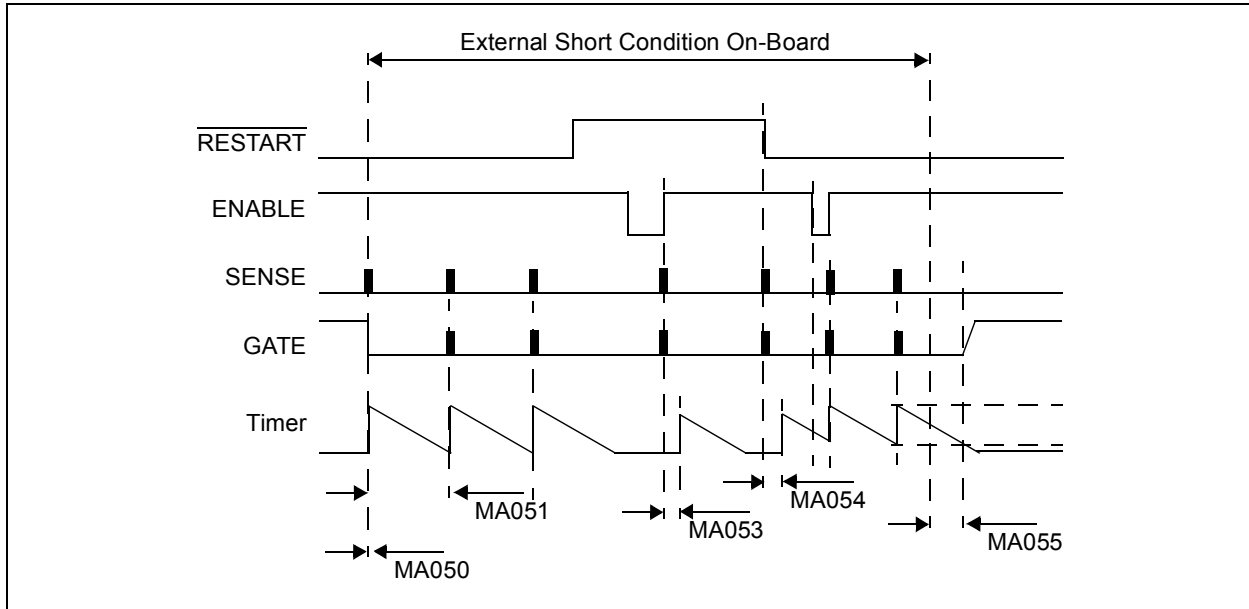 External Short Condition On-Board
RESTART
ENABLE
SENSE
GATE
Timer
MA051
MA054
MA053
MA055
MA050